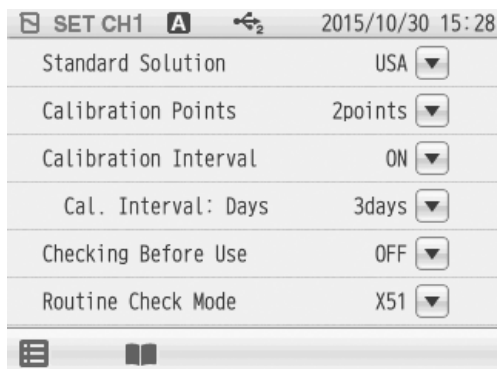 SET CH1 A 2 2015/10/30 15:28
Standard Solution USA
Calibration Points 2points
Calibration Interval ON
Cal. Interval: Days 3days
Checking Before Use OFF
Routine Check Mode X51